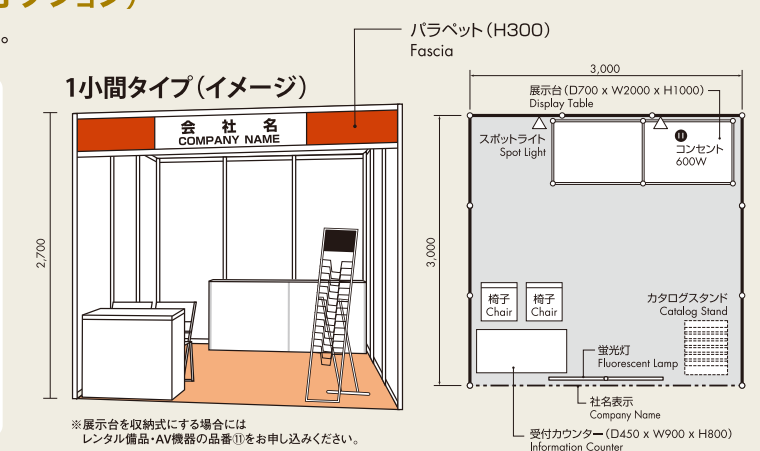 プション）
。
1小間タイプ（イメージ）
パラペット（H300）
Fascia
会 社 名
COMPANY NAME
2,700
※展示台を収納式にする場合には
レンタル備品・AV機器の品番⑪をお申し込みください。
3,000
展示台（D700 x W2000 x H1000）
Display Table
スポットライト
Spot Light
コンセント
600W
3,000
椅子
Chair
椅子
Chair
カタログスタンド
Catalog Stand
蛍光灯
Fluorescent Lamp
社名表示
Company Name
受付カウンター（D450 x W900 x H800）
Information Counter